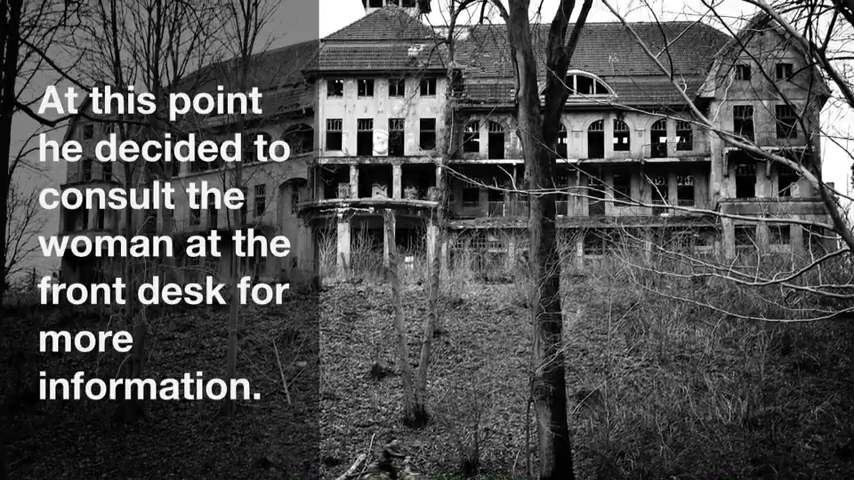 At this point
he decided to
consult the
woman at the
front desk for
more
information.